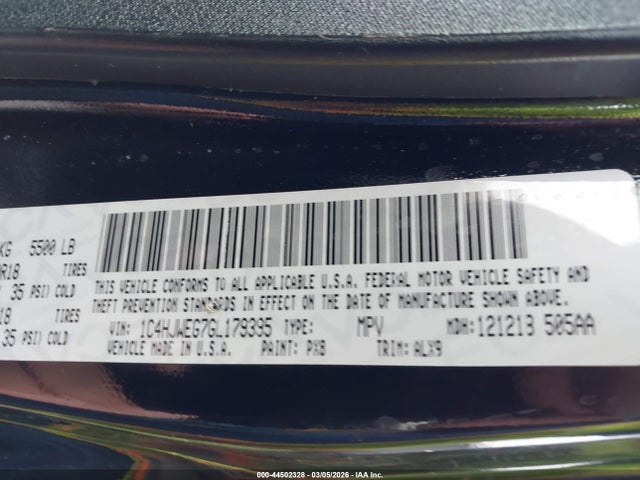 KG 5500 LB
R18 TIRES
35 PSI) COLD
18 TIRES
35 PSI) COLD
THIS VEHICLE CONFORMS TO ALL APPLICABLE U.S.A. FEDERAL MOTOR VEHICLE SAFETY AND
THEFT PREVENTION STANDARDS IN EFFECT ON THE DATE OF MANUFACTURE SHOWN ABOVE.
VIN: 1C4HJWEG7GL179395 TYPE: MPV MDH: 121213 505AA
VEHICLE MADE IN U.S.A. PAINT: PX8 TRIM: ALX9
000-44502328 - 03/05/2026 - IAA Inc.